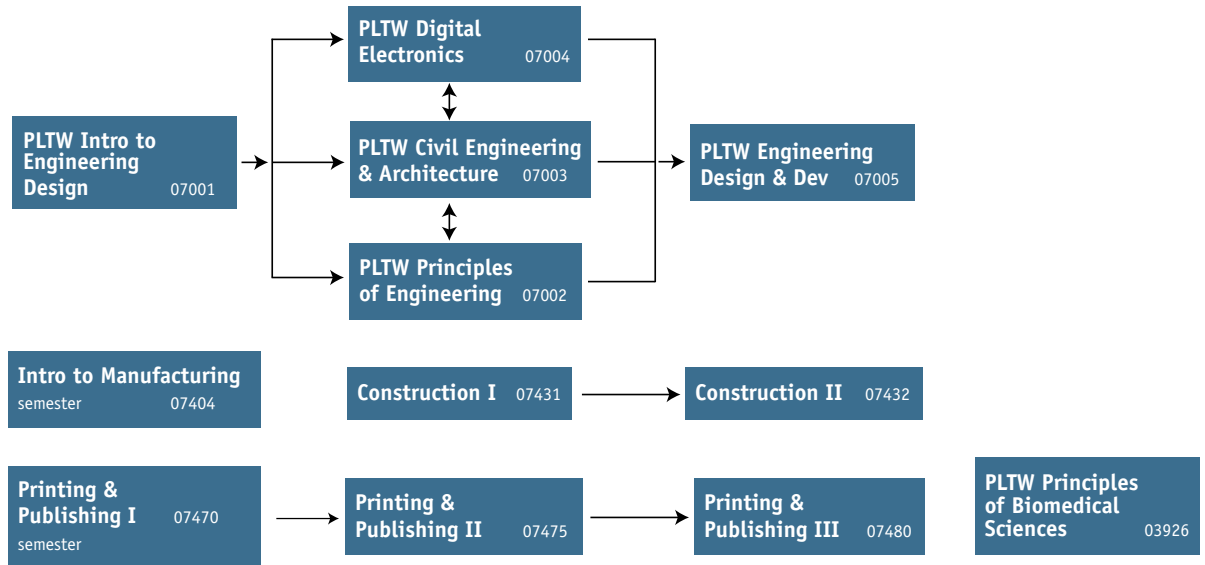 PLTW Digital
Electronics 07004
PLTW Intro to
Engineering
Design 07001
PLTW Civil Engineering
& Architecture 07003
PLTW Engineering
Design & Dev 07005
PLTW Principles
of Engineering 07002
Intro to Manufacturing
semester 07404
Construction I 07431
Construction II 07432
Printing &
Publishing I 07470
semester
Printing &
Publishing II 07475
Printing &
Publishing III 07480
PLTW Principles
of Biomedical
Sciences 03926